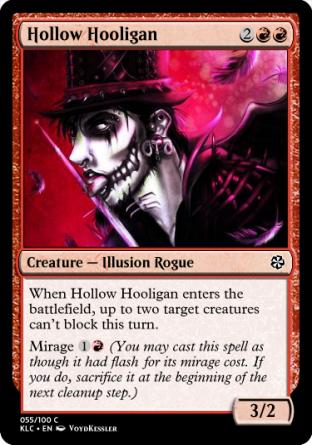 Hollow Hooligan 2
Creature — Illusion Rogue
When Hollow Hooligan enters the
battlefield, up to two target creatures
can't block this turn.
Mirage 1 (You may cast this spell as
though it had flash for its mirage cost. If
you do, sacrifice it at the beginning of
the next cleanup step.)
3/2
055/100 C
KLC • EN VoydKessler